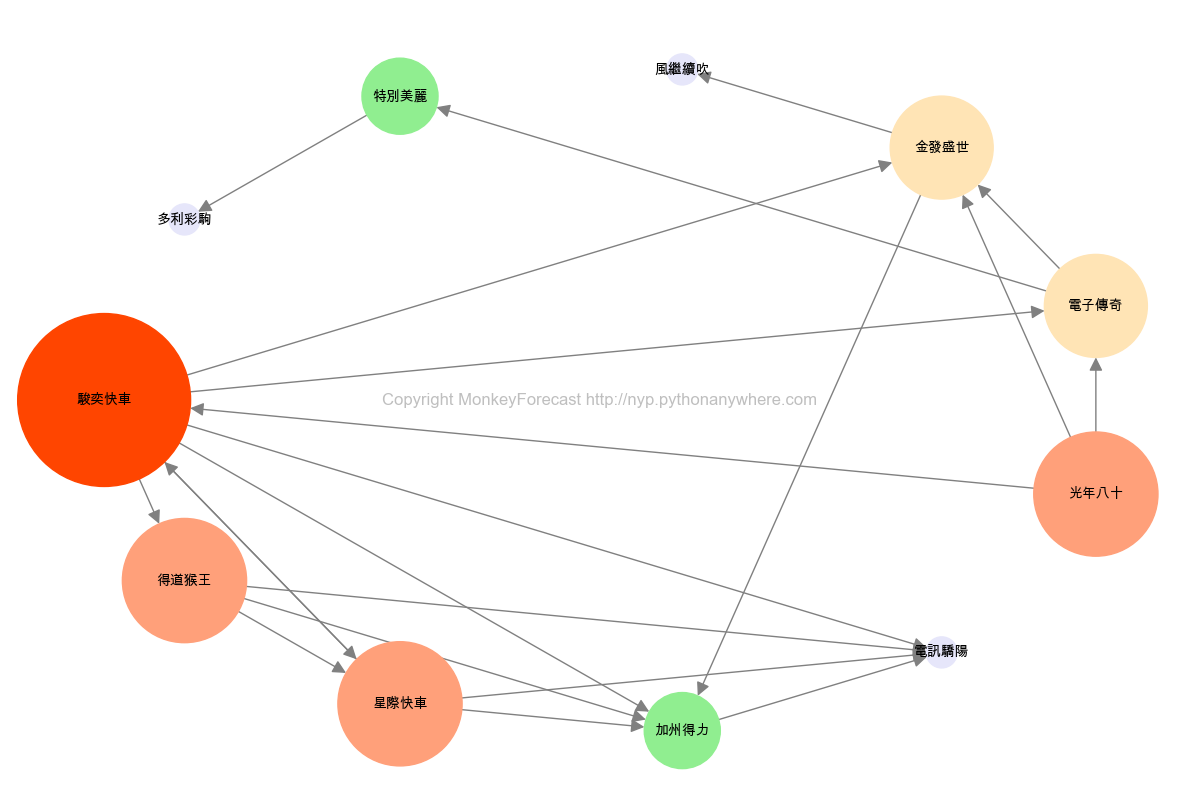 風繼續吹
特別美麗
金發盛世
多利彩駒
電子傳奇
駿奕快車
Copyright MonkeyForecast http://nyp.pythonanywhere.com
光年八十
得道猴王
電訊驕陽
星際快車
加州得力